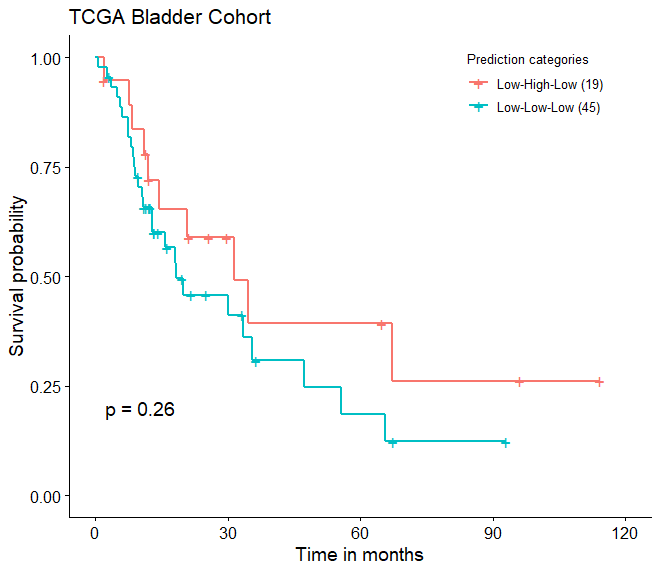 TCGA Bladder Cohort
Prediction categories
Low-High-Low (19)
Low-Low-Low (45)
Survival probability
1.00
0.75
0.50
0.25
0.00
p = 0.26
0 30 60 90 120
Time in months